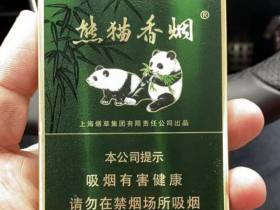 熊猫香烟®
上海烟草集团有限责任公司出品
本公司提示
吸烟有害健康
请勿在禁烟场所吸烟